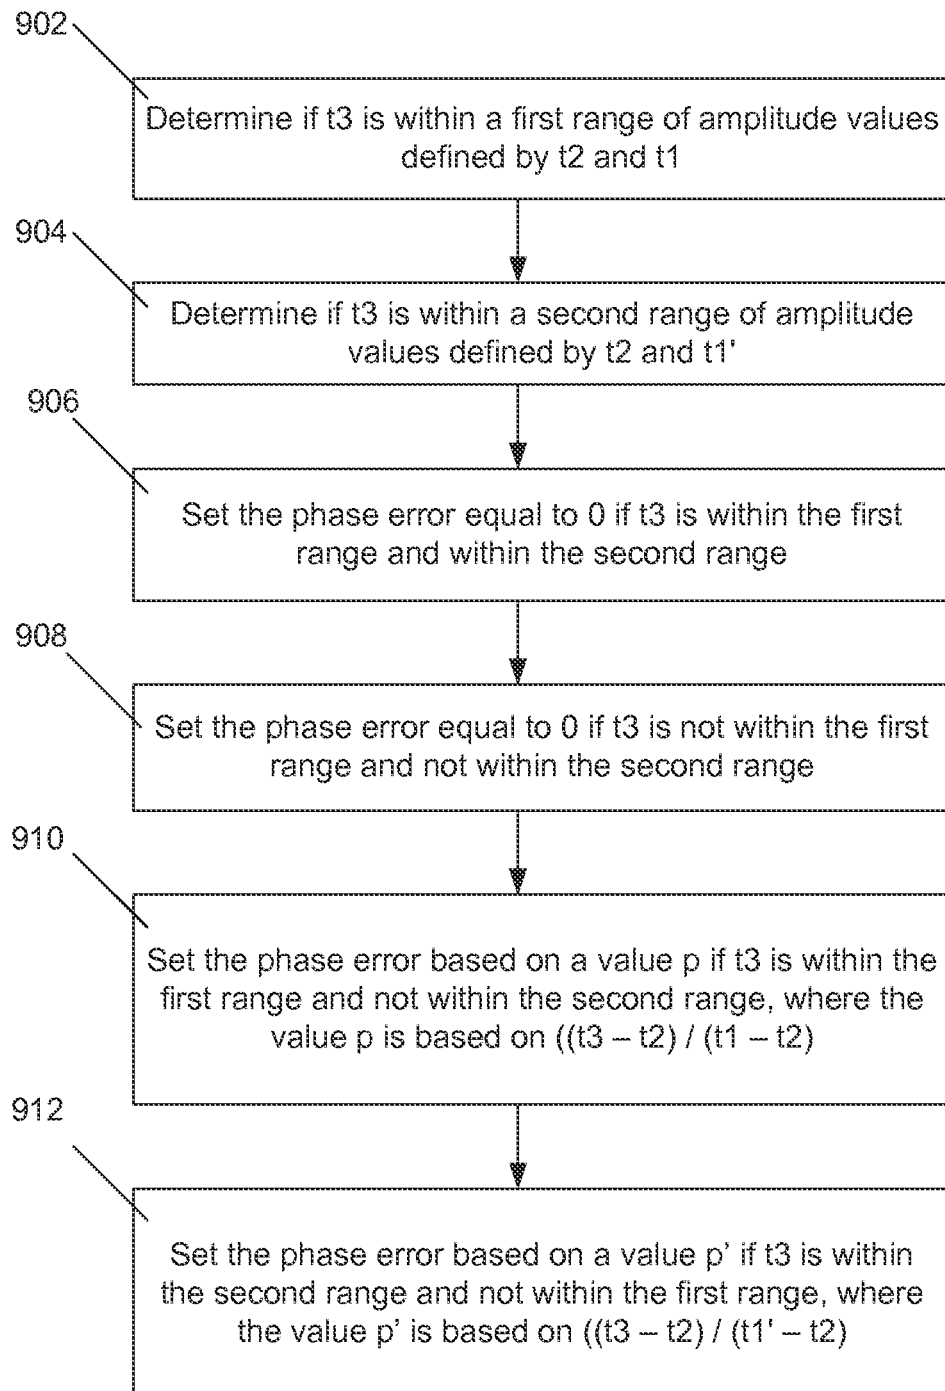 902
Determine if t3 is within a first range of amplitude values
defined by t2 and t1
904
Determine if t3 is within a second range of amplitude
values defined by t2 and t1'
906
Set the phase error equal to 0 if t3 is within the first
range and within the second range
908
Set the phase error equal to 0 if t3 is not within the first
range and not within the second range
910
Set the phase error based on a value p if t3 is within the
first range and not within the second range, where the
value p is based on ((t3 – t2) / (t1 – t2)
912
Set the phase error based on a value p’ if t3 is within
the second range and not within the first range, where
the value p’ is based on ((t3 – t2) / (t1' – t2)